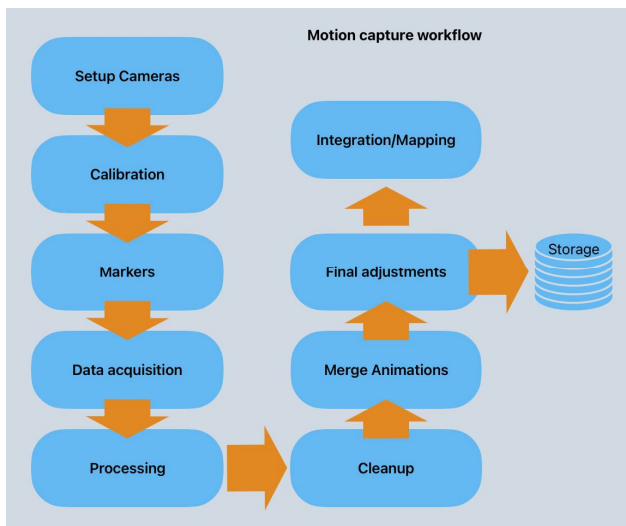 Motion capture workflow
Setup Cameras
Calibration
Markers
Data acquisition
Processing
Cleanup
Merge Animations
Final adjustments
Storage
Integration/Mapping